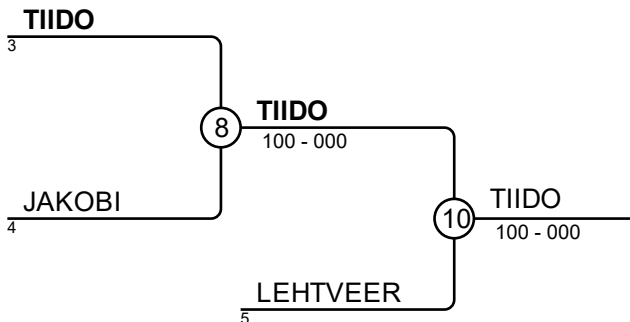 TIIDO
3
8
TIIDO
100 - 000
JAKOBI
4
10
TIIDO
100 - 000
LEHTVEER
5